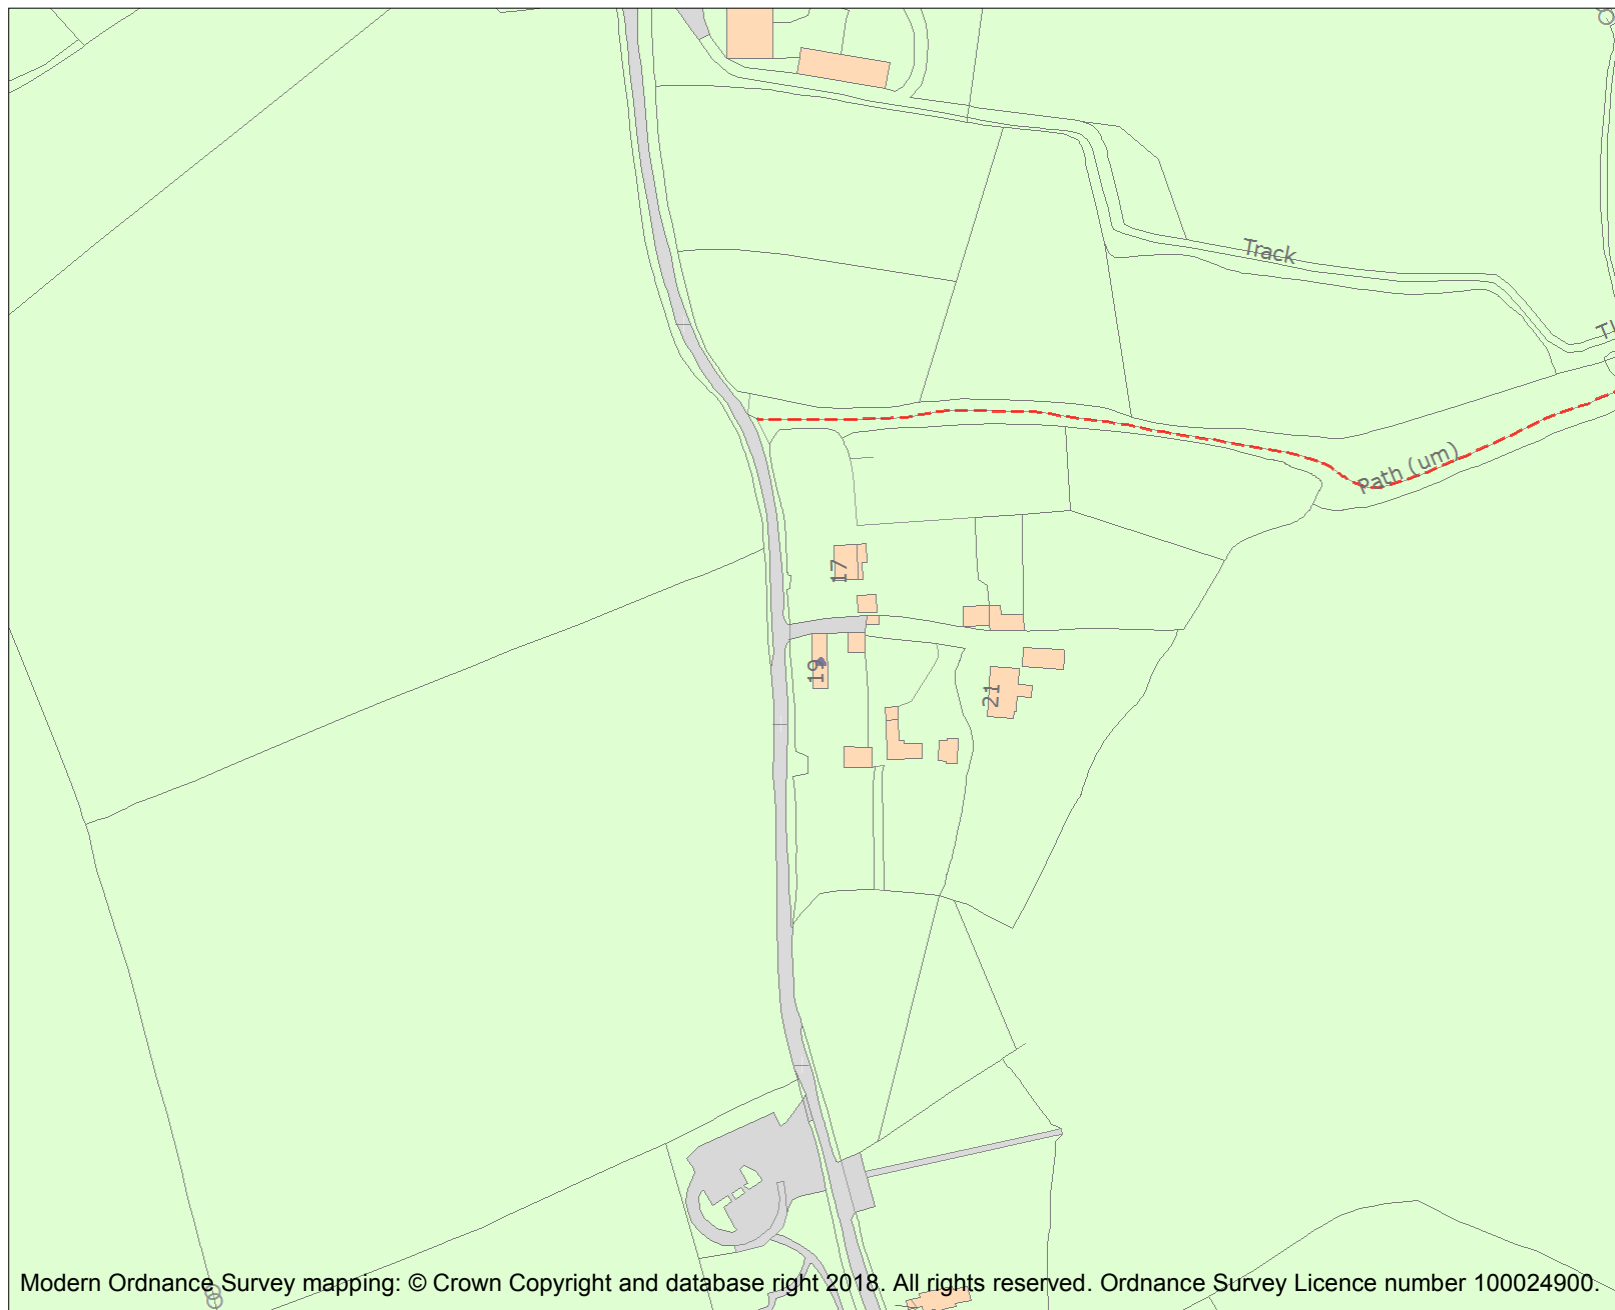 Track
Path (um)
17
19
21
Modern Ordnance Survey mapping: © Crown Copyright and database right 2018. All rights reserved. Ordnance Survey Licence number 100024900.